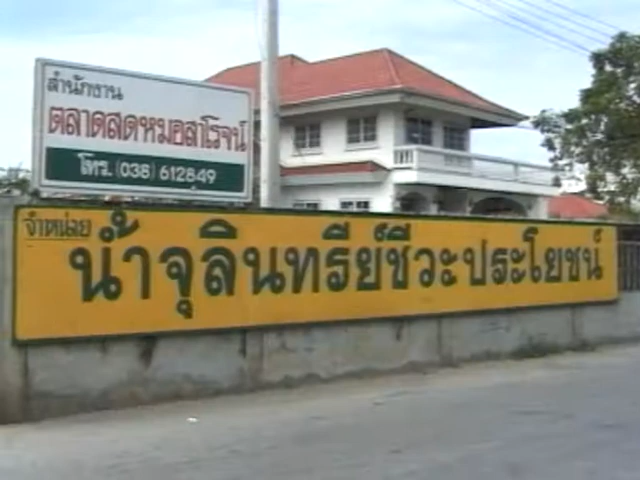 สำนักงาน
ตลาดสดหมอสาโรจน์
โทร. (038) 612849
จำหน่าย
น้ำจุลินทรีย์ชีวะประโยชน์